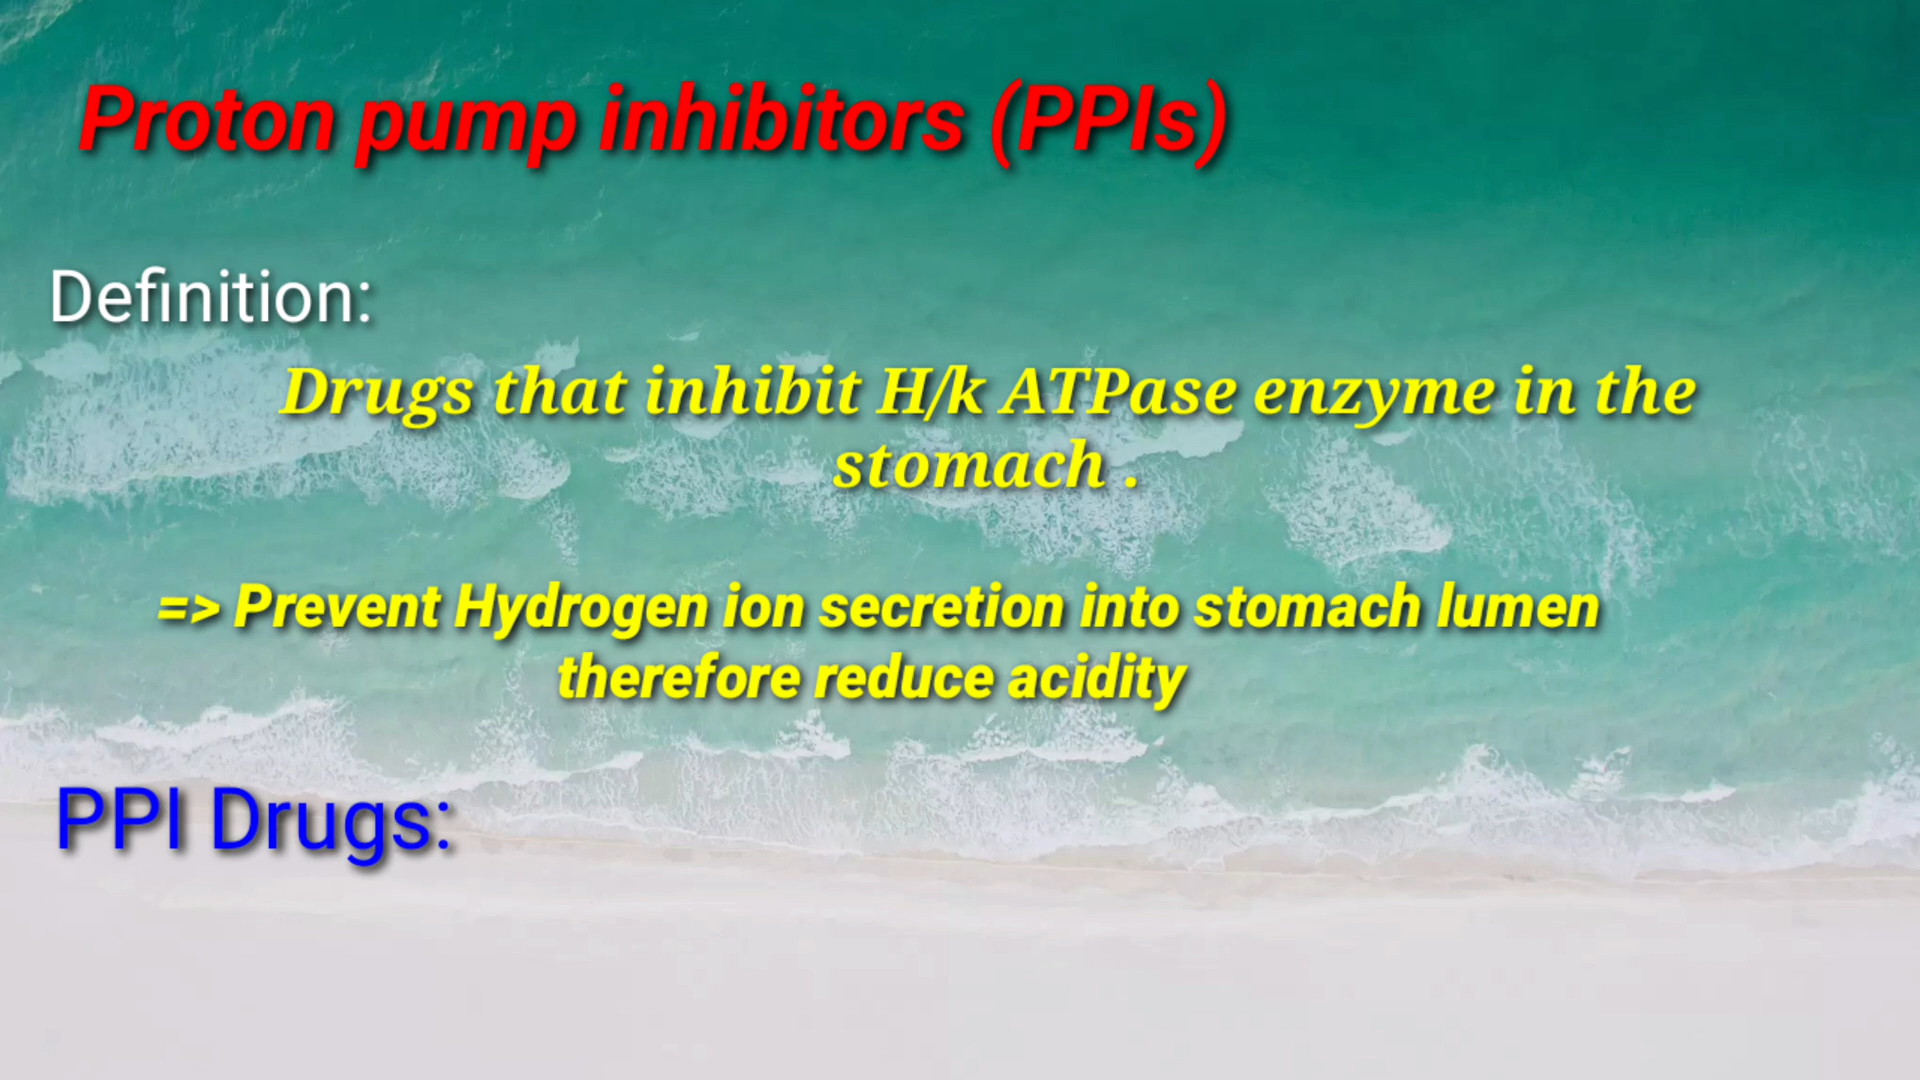 Proton pump inhibitors (PPIs)
Definition:
Drugs that inhibit H/k ATPase enzyme in the
stomach .
=> Prevent Hydrogen ion secretion into stomach lumen
therefore reduce acidity
PPI Drugs: